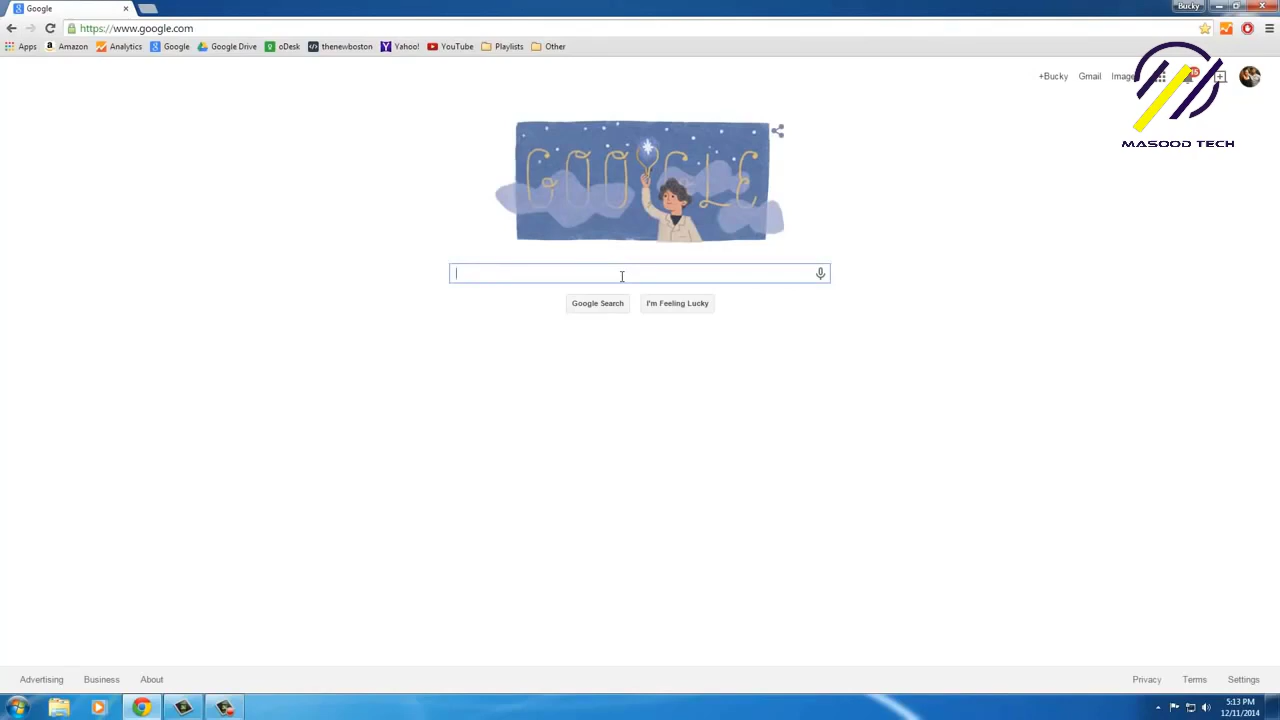 Google
Bucky
https://www.google.com
Apps Amazon Analytics Google Google Drive oDesk thenewboston Yahoo! YouTube Playlists Other
+Bucky Gmail Image
MASOOD TECH
GOOGLE
Google Search I'm Feeling Lucky
Advertising Business About Privacy Terms Settings
5:13 PM
12/11/2014